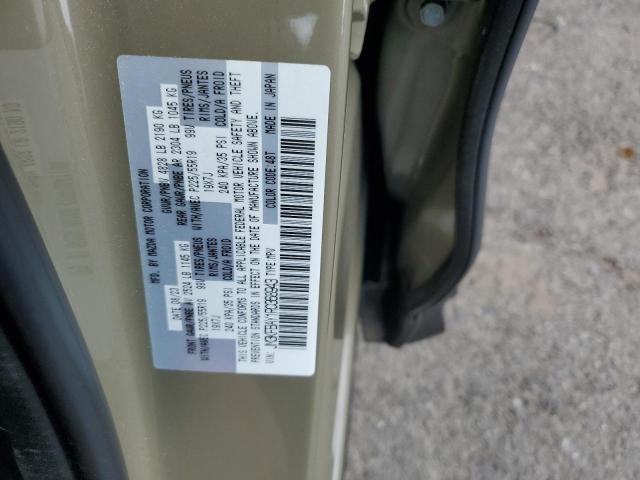 MFD. BY MAZDA MOTOR CORPORATION
DATE: 08/23 GVWR/PNBV 4828 LB 2190 KG
FRONT GAWR/PNBE AV 2524 LB 1145 KG REAR GAWR/PNBE AR 2304 LB 1045 KG
WITH/AVEC P225/55R19 99V TIRES/PNEUS WITH/AVEC P225/55R19 99V TIRES/PNEUS
19X7J RIMS/JANTES 19X7J RIMS/JANTES
240 KPA/35 PSI COLD/A FROID 240 KPA/35 PSI COLD/A FROID
THIS VEHICLE CONFORMS TO ALL APPLICABLE FEDERAL MOTOR VEHICLE SAFETY AND THEFT
PREVENTION STANDARDS IN EFFECT ON THE DATE OF MANUFACTURE SHOWN ABOVE.
VIN: TYPE:MPV COLOR CODE:48T MADE IN JAPAN